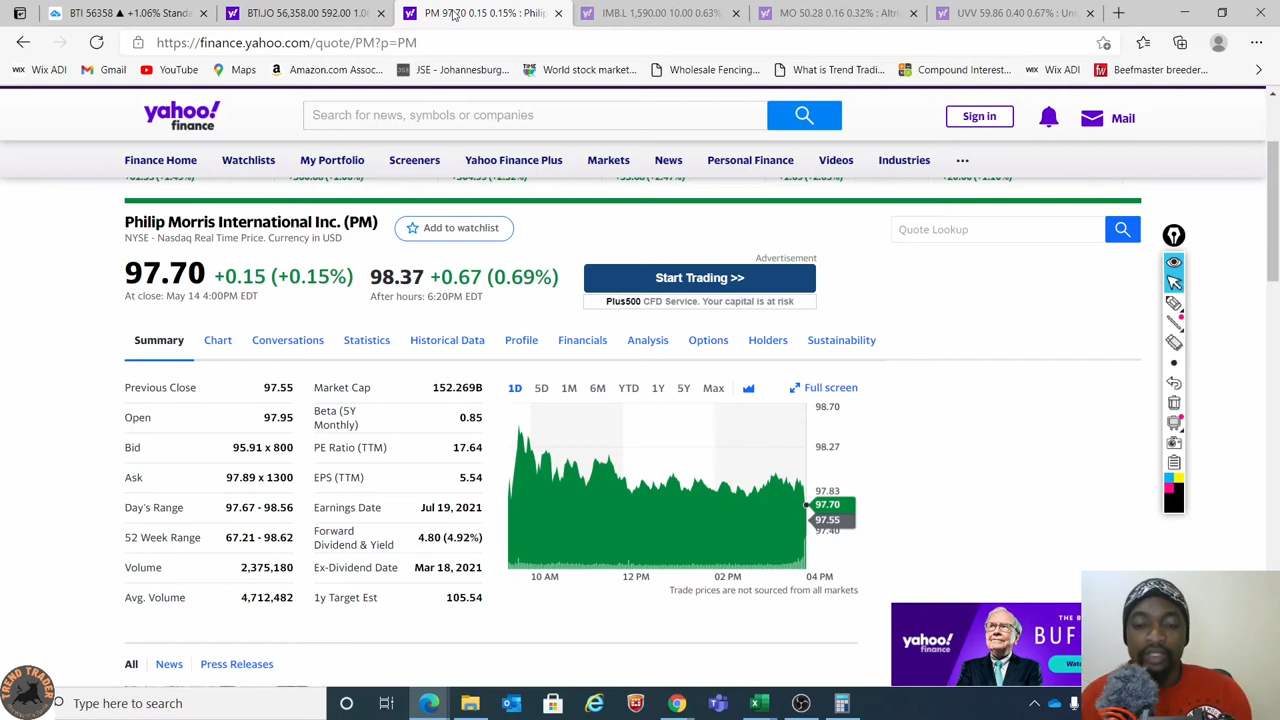 BTI 56358 +1.06% Standa
BTI.JO 56,358.00 592.00 1.06
PM 97.70 0.15 0.15% : Philip
IMB.L 1,590.00 10.00 0.63%
MO 50.28 0.16 0.32% : Altri
UVV 59.86 0.40 0.67% : Uni
https://finance.yahoo.com/quote/PM?p=PM
WIX Wix ADI
Gmail
YouTube
Maps
Amazon.com Assoc...
JSE - Johannesburg...
World stock market...
Wholesale Fencing,...
What is Trend Tradi...
Compound Interest...
WIX Wix ADI
Beefmaster breeder...
yahoo!
finance
Search for news, symbols or companies
Sign in
Mail
Finance Home
Watchlists
My Portfolio
Screeners
Yahoo Finance Plus
Markets
News
Personal Finance
Videos
Industries
...
Philip Morris International Inc. (PM)
Add to watchlist
NYSE - Nasdaq Real Time Price. Currency in USD
Quote Lookup
97.70 +0.15 (+0.15%)
98.37 +0.67 (0.69%)
At close: May 14 4:00PM EDT
After hours: 6:20PM EDT
Advertisement
Start Trading >>
Plus500 CFD Service. Your capital is at risk
Summary
Chart
Conversations
Statistics
Historical Data
Profile
Financials
Analysis
Options
Holders
Sustainability
Previous Close 97.55
Open 97.95
Bid 95.91 x 800
Ask 97.89 x 1300
Day's Range 97.67 - 98.56
52 Week Range 67.21 - 98.62
Volume 2,375,180
Avg. Volume 4,712,482
Market Cap 152.269B
Beta (5Y
Monthly) 0.85
PE Ratio (TTM) 17.64
EPS (TTM) 5.54
Earnings Date Jul 19, 2021
Forward
Dividend & Yield 4.80 (4.92%)
Ex-Dividend Date Mar 18, 2021
1y Target Est 105.54
1D 5D 1M 6M YTD 1Y 5Y Max
Full screen
98.70
98.27
97.83
97.70
97.55
97.40
10 AM
12 PM
02 PM
04 PM
Trade prices are not sourced from all markets
All
News
Press Releases
yahoo!
finance
THE B
BUF
Wat
TREND TRADER
Type here to search